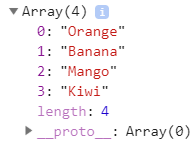 ▼ Array(4) i
0: "Orange"
1: "Banana"
2: "Mango"
3: "Kiwi"
length: 4
▶ __proto__: Array(0)